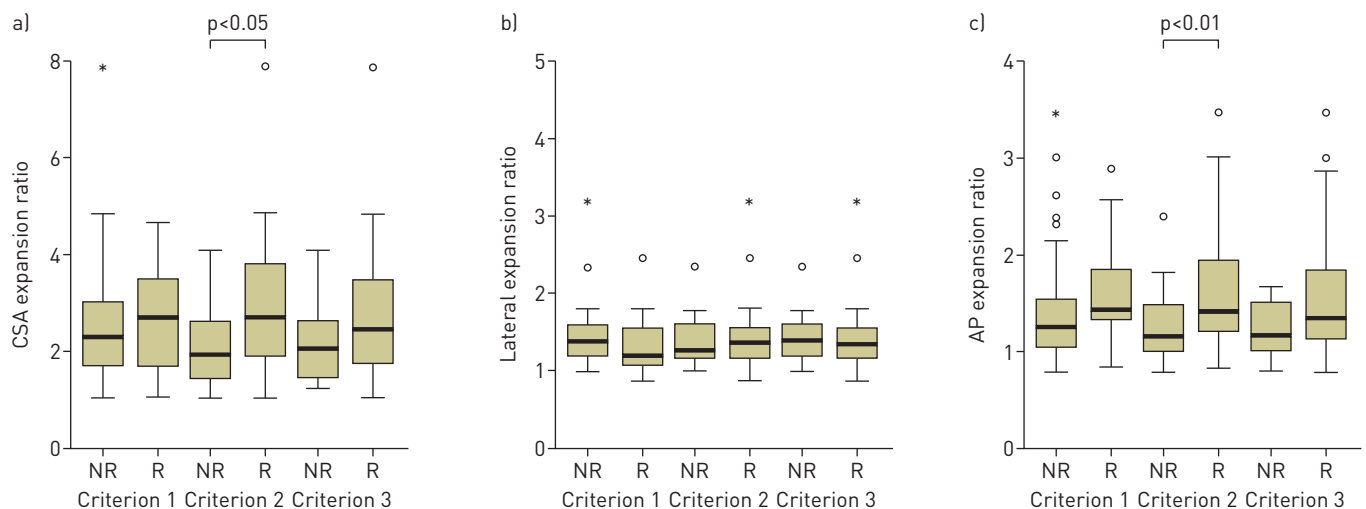 a)
p<0.05
CSA expansion ratio
8
6
4
2
0
NR R NR R NR R
Criterion 1 Criterion 2 Criterion 3
b)
Lateral expansion ratio
5
4
3
2
1
0
NR R NR R NR R
Criterion 1 Criterion 2 Criterion 3
c)
p<0.01
AP expansion ratio
4
3
2
1
0
NR R NR R NR R
Criterion 1 Criterion 2 Criterion 3